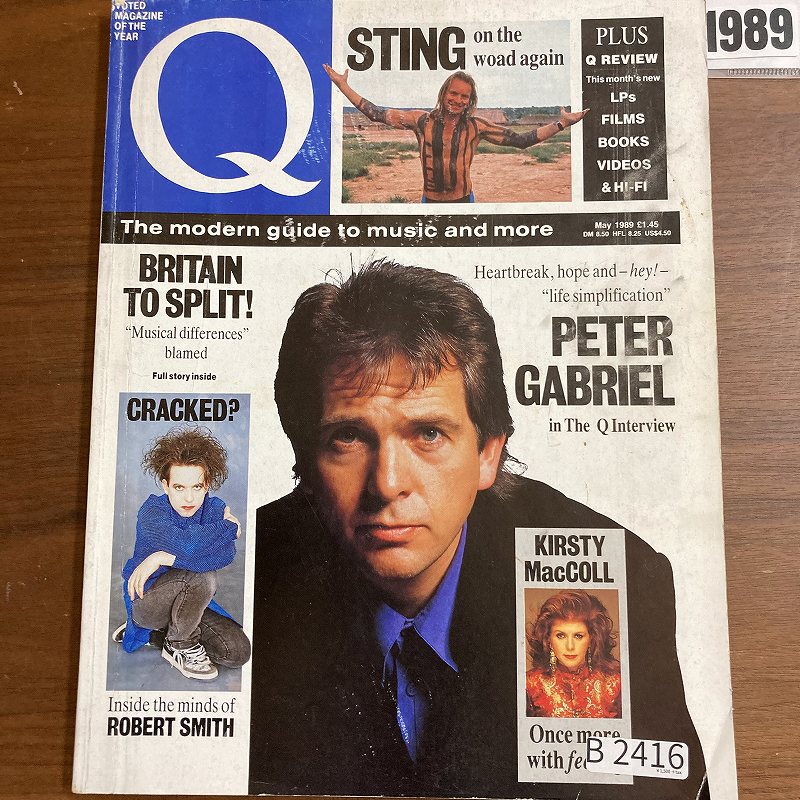 VOTED
MAGAZINE
OF THE
YEAR
Q
STING on the
woad again
PLUS
Q REVIEW
This month's new
LPs
FILMS
BOOKS
VIDEOS
& HI-FI
1989
The modern guide to music and more
May 1989 £1.45
DM 8.50 HFL 8.25 US$4.50
BRITAIN
TO SPLIT!
"Musical differences"
blamed
Full story inside
Heartbreak, hope and – hey! –
"life simplification"
PETER
GABRIEL
in The Q Interview
CRACKED?
Inside the minds of
ROBERT SMITH
KIRSTY
MacCOLL
Once more
with
B 2416